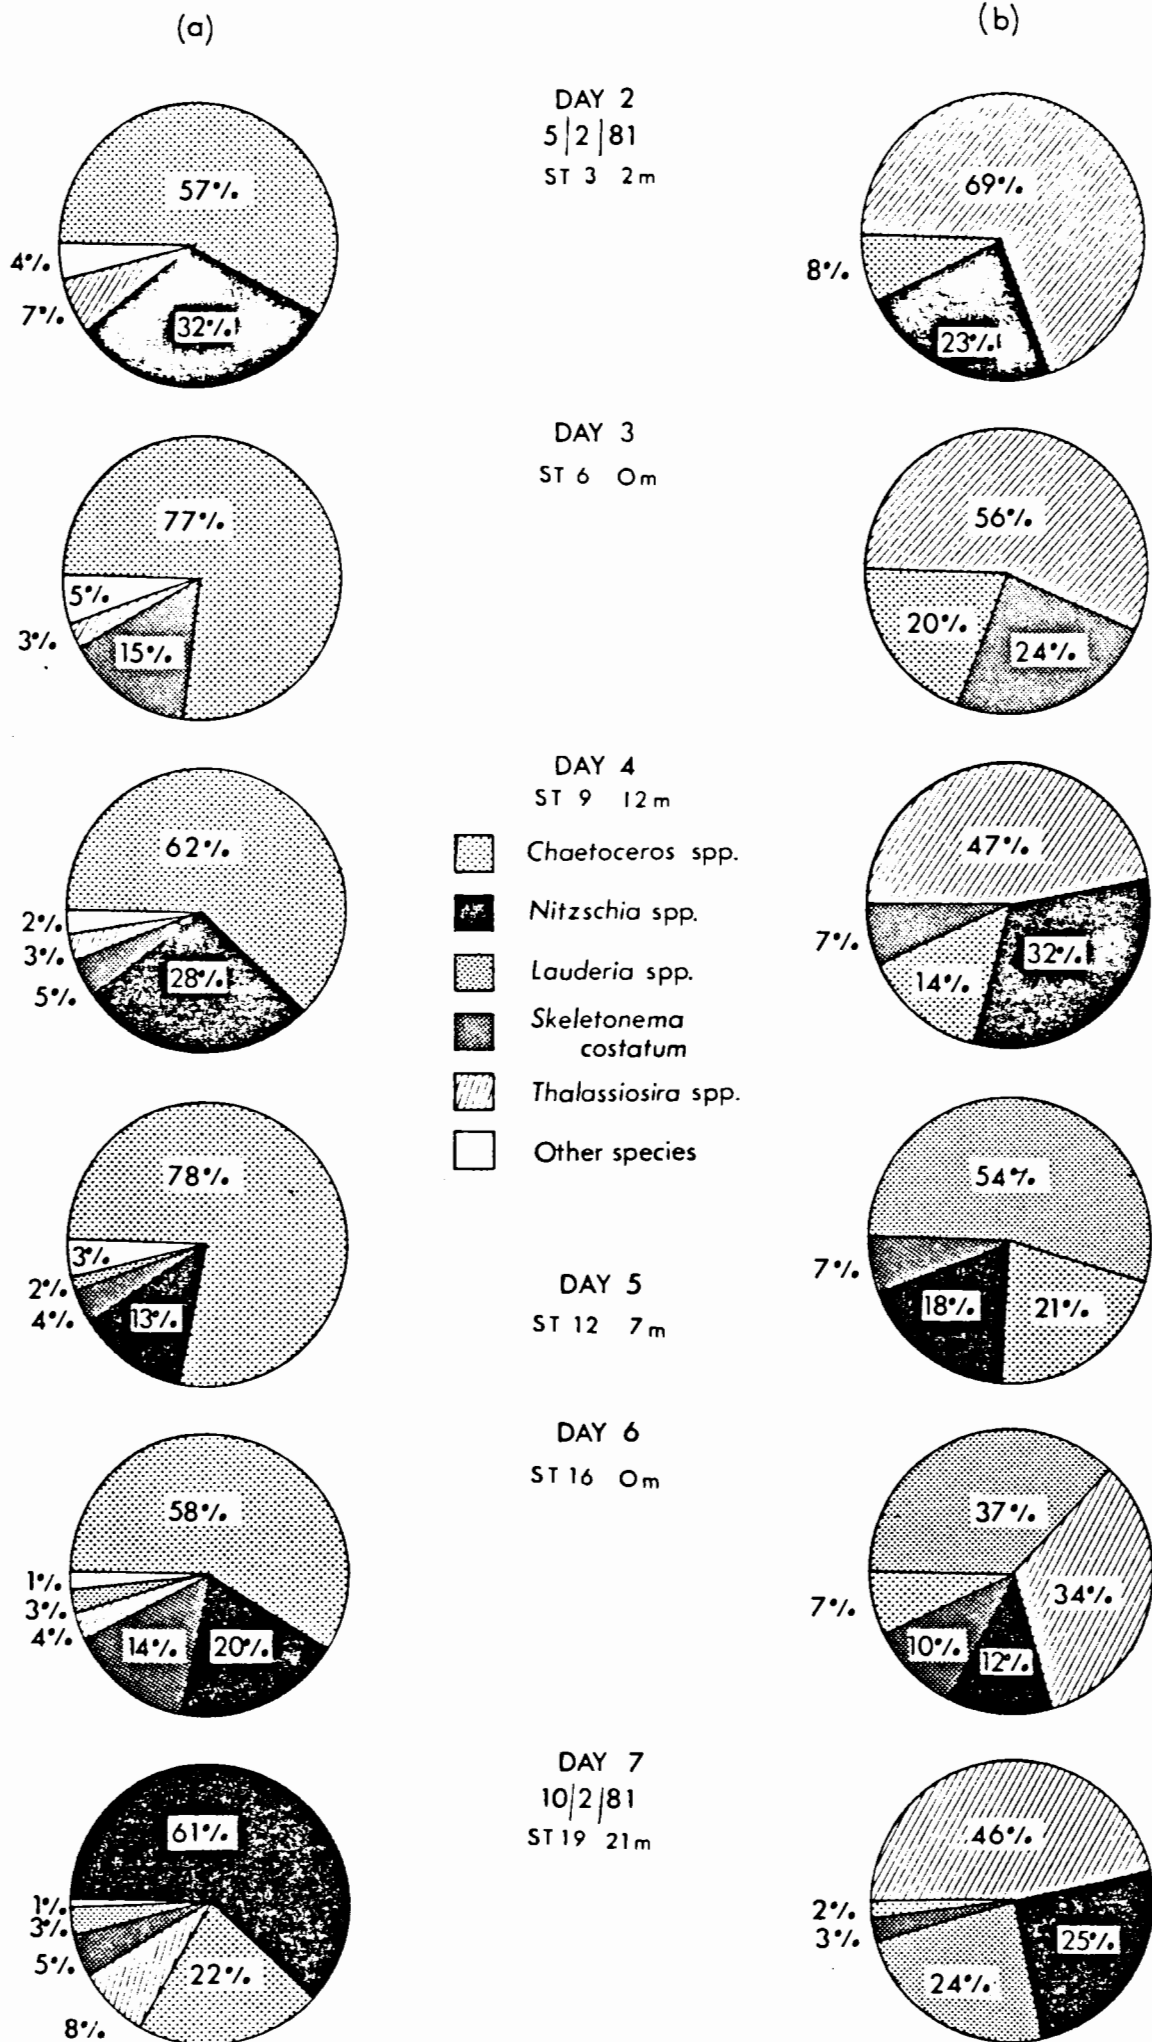 (a)
(b)
DAY 2
5|2|81
ST 3 2m
57%
4%
7%
32%
69%
8%
23%
DAY 3
ST 6 0m
77%
5%
3%
15%
56%
20%
24%
DAY 4
ST 9 12m
62%
2%
3%
5%
28%
Chaetoceros spp.
Nitzschia spp.
Lauderia spp.
Skeletonema
costatum
Thalassiosira spp.
Other species
47%
7%
14%
32%
78%
3%
2%
4%
13%
DAY 5
ST 12 7m
54%
7%
18%
21%
DAY 6
ST 16 0m
58%
1%
3%
4%
14%
20%
37%
34%
7%
10%
12%
DAY 7
10|2|81
ST 19 21m
61%
1%
3%
5%
8%
22%
46%
2%
3%
24%
25%